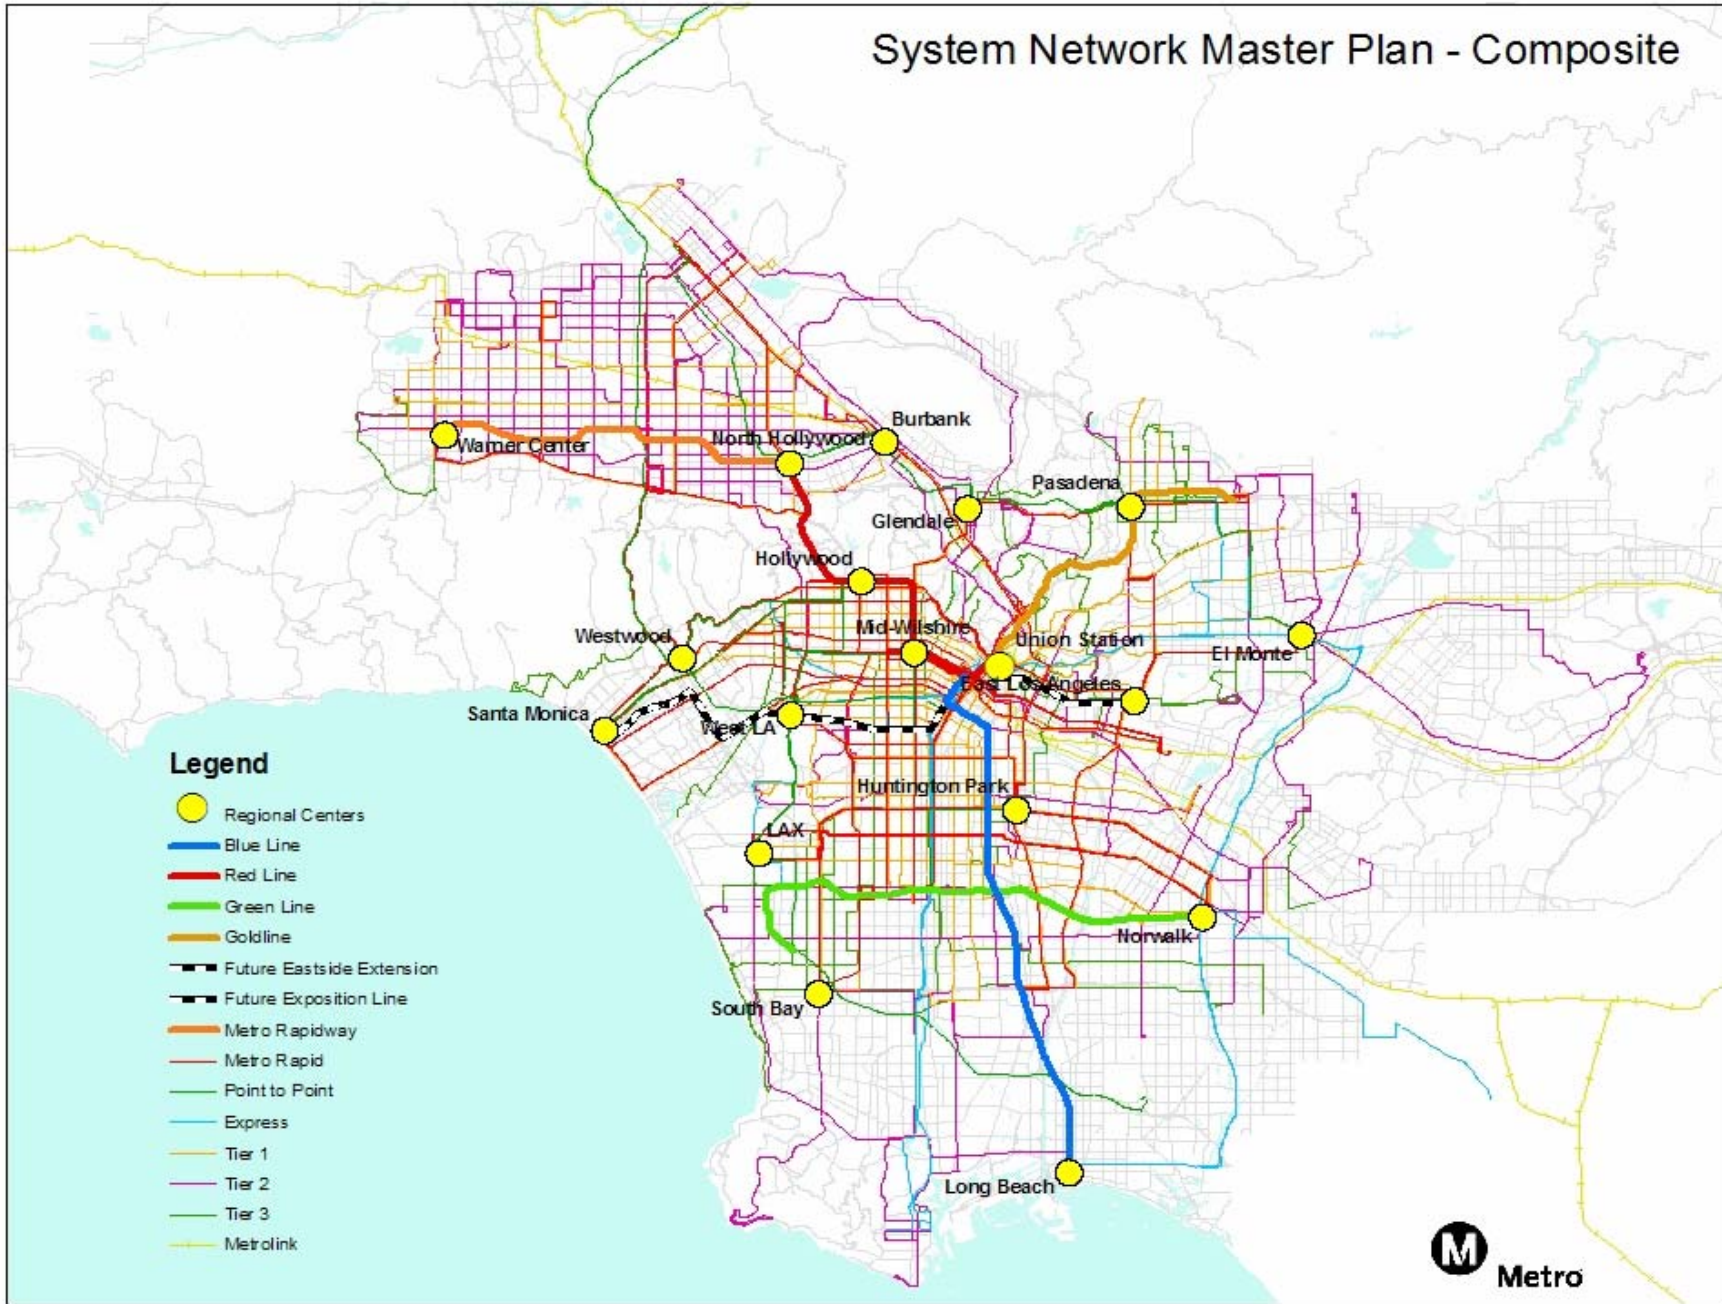 System Network Master Plan - Composite
Burbank
North Hollywood
Warner Center
Pasadena
Glendale
Hollywood
Westwood
Mid-Wilshire
Union Station
El Monte
East Los Angeles
Santa Monica
West LA
Huntington Park
LAX
Norwalk
South Bay
Long Beach
Legend
Regional Centers
Blue Line
Red Line
Green Line
Goldline
Future Eastside Extension
Future Exposition Line
Metro Rapidway
Metro Rapid
Point to Point
Express
Tier 1
Tier 2
Tier 3
Metrolink
M
Metro